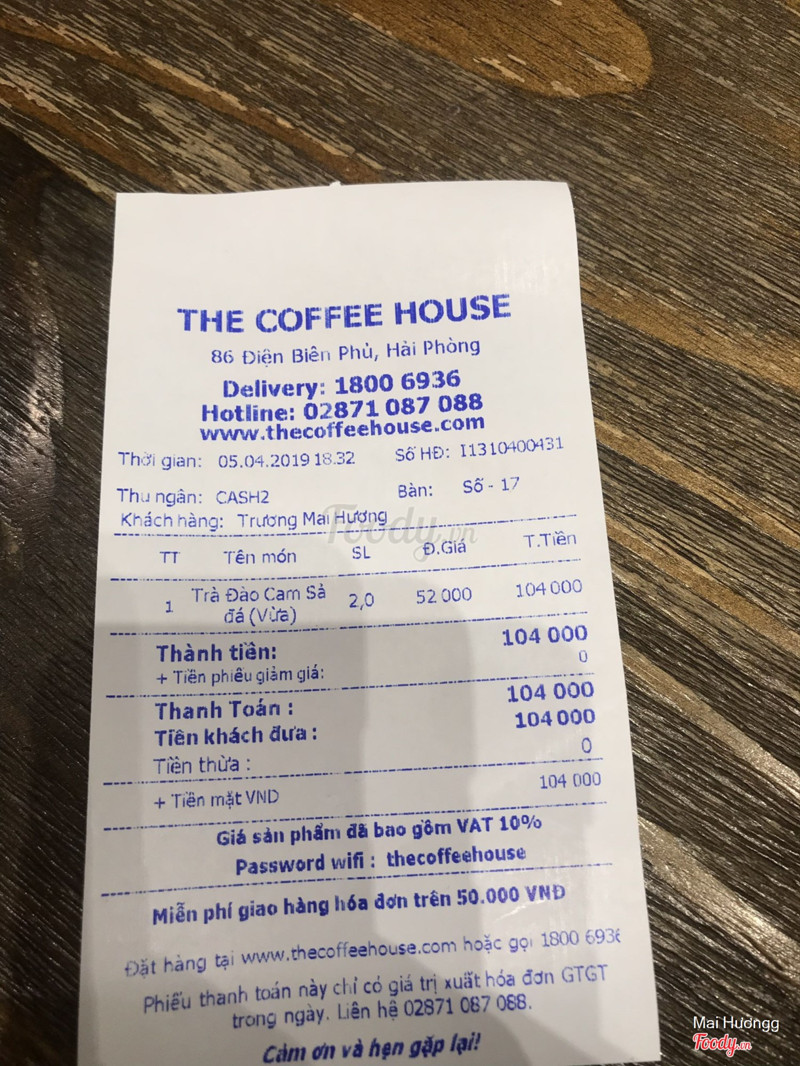 THE COFFEE HOUSE
86 Điện Biên Phủ, Hải Phòng
Delivery: 1800 6936
Hotline: 02871 087 088
www.thecoffeehouse.com
Thời gian: 05.04.2019 18.32 Số HĐ: I1310400431
Thu ngân: CASH2 Bàn: Số - 17
Khách hàng: Trương Mai Hương
Foody.vn
TT Tên món SL Đ.Giá T.Tiền
1 Trà Đào Cam Sả đá (Vừa) 2,0 52 000 104 000
Thành tiền: 104 000
+ Tiền phiếu giảm giá: 0
Thanh Toán : 104 000
Tiền khách đưa : 104 000
Tiền thừa : 0
+ Tiền mặt VND 104 000
Giá sản phẩm đã bao gồm VAT 10%
Password wifi : thecoffeehouse
Miễn phí giao hàng hóa đơn trên 50.000 VNĐ
Đặt hàng tại www.thecoffeehouse.com hoặc gọi 1800 6936
Phiếu thanh toán này chỉ có giá trị xuất hóa đơn GTGT
trong ngày. Liên hệ 02871 087 088.
Cảm ơn và hẹn gặp lại!
Mai Hươngg
Foody.vn